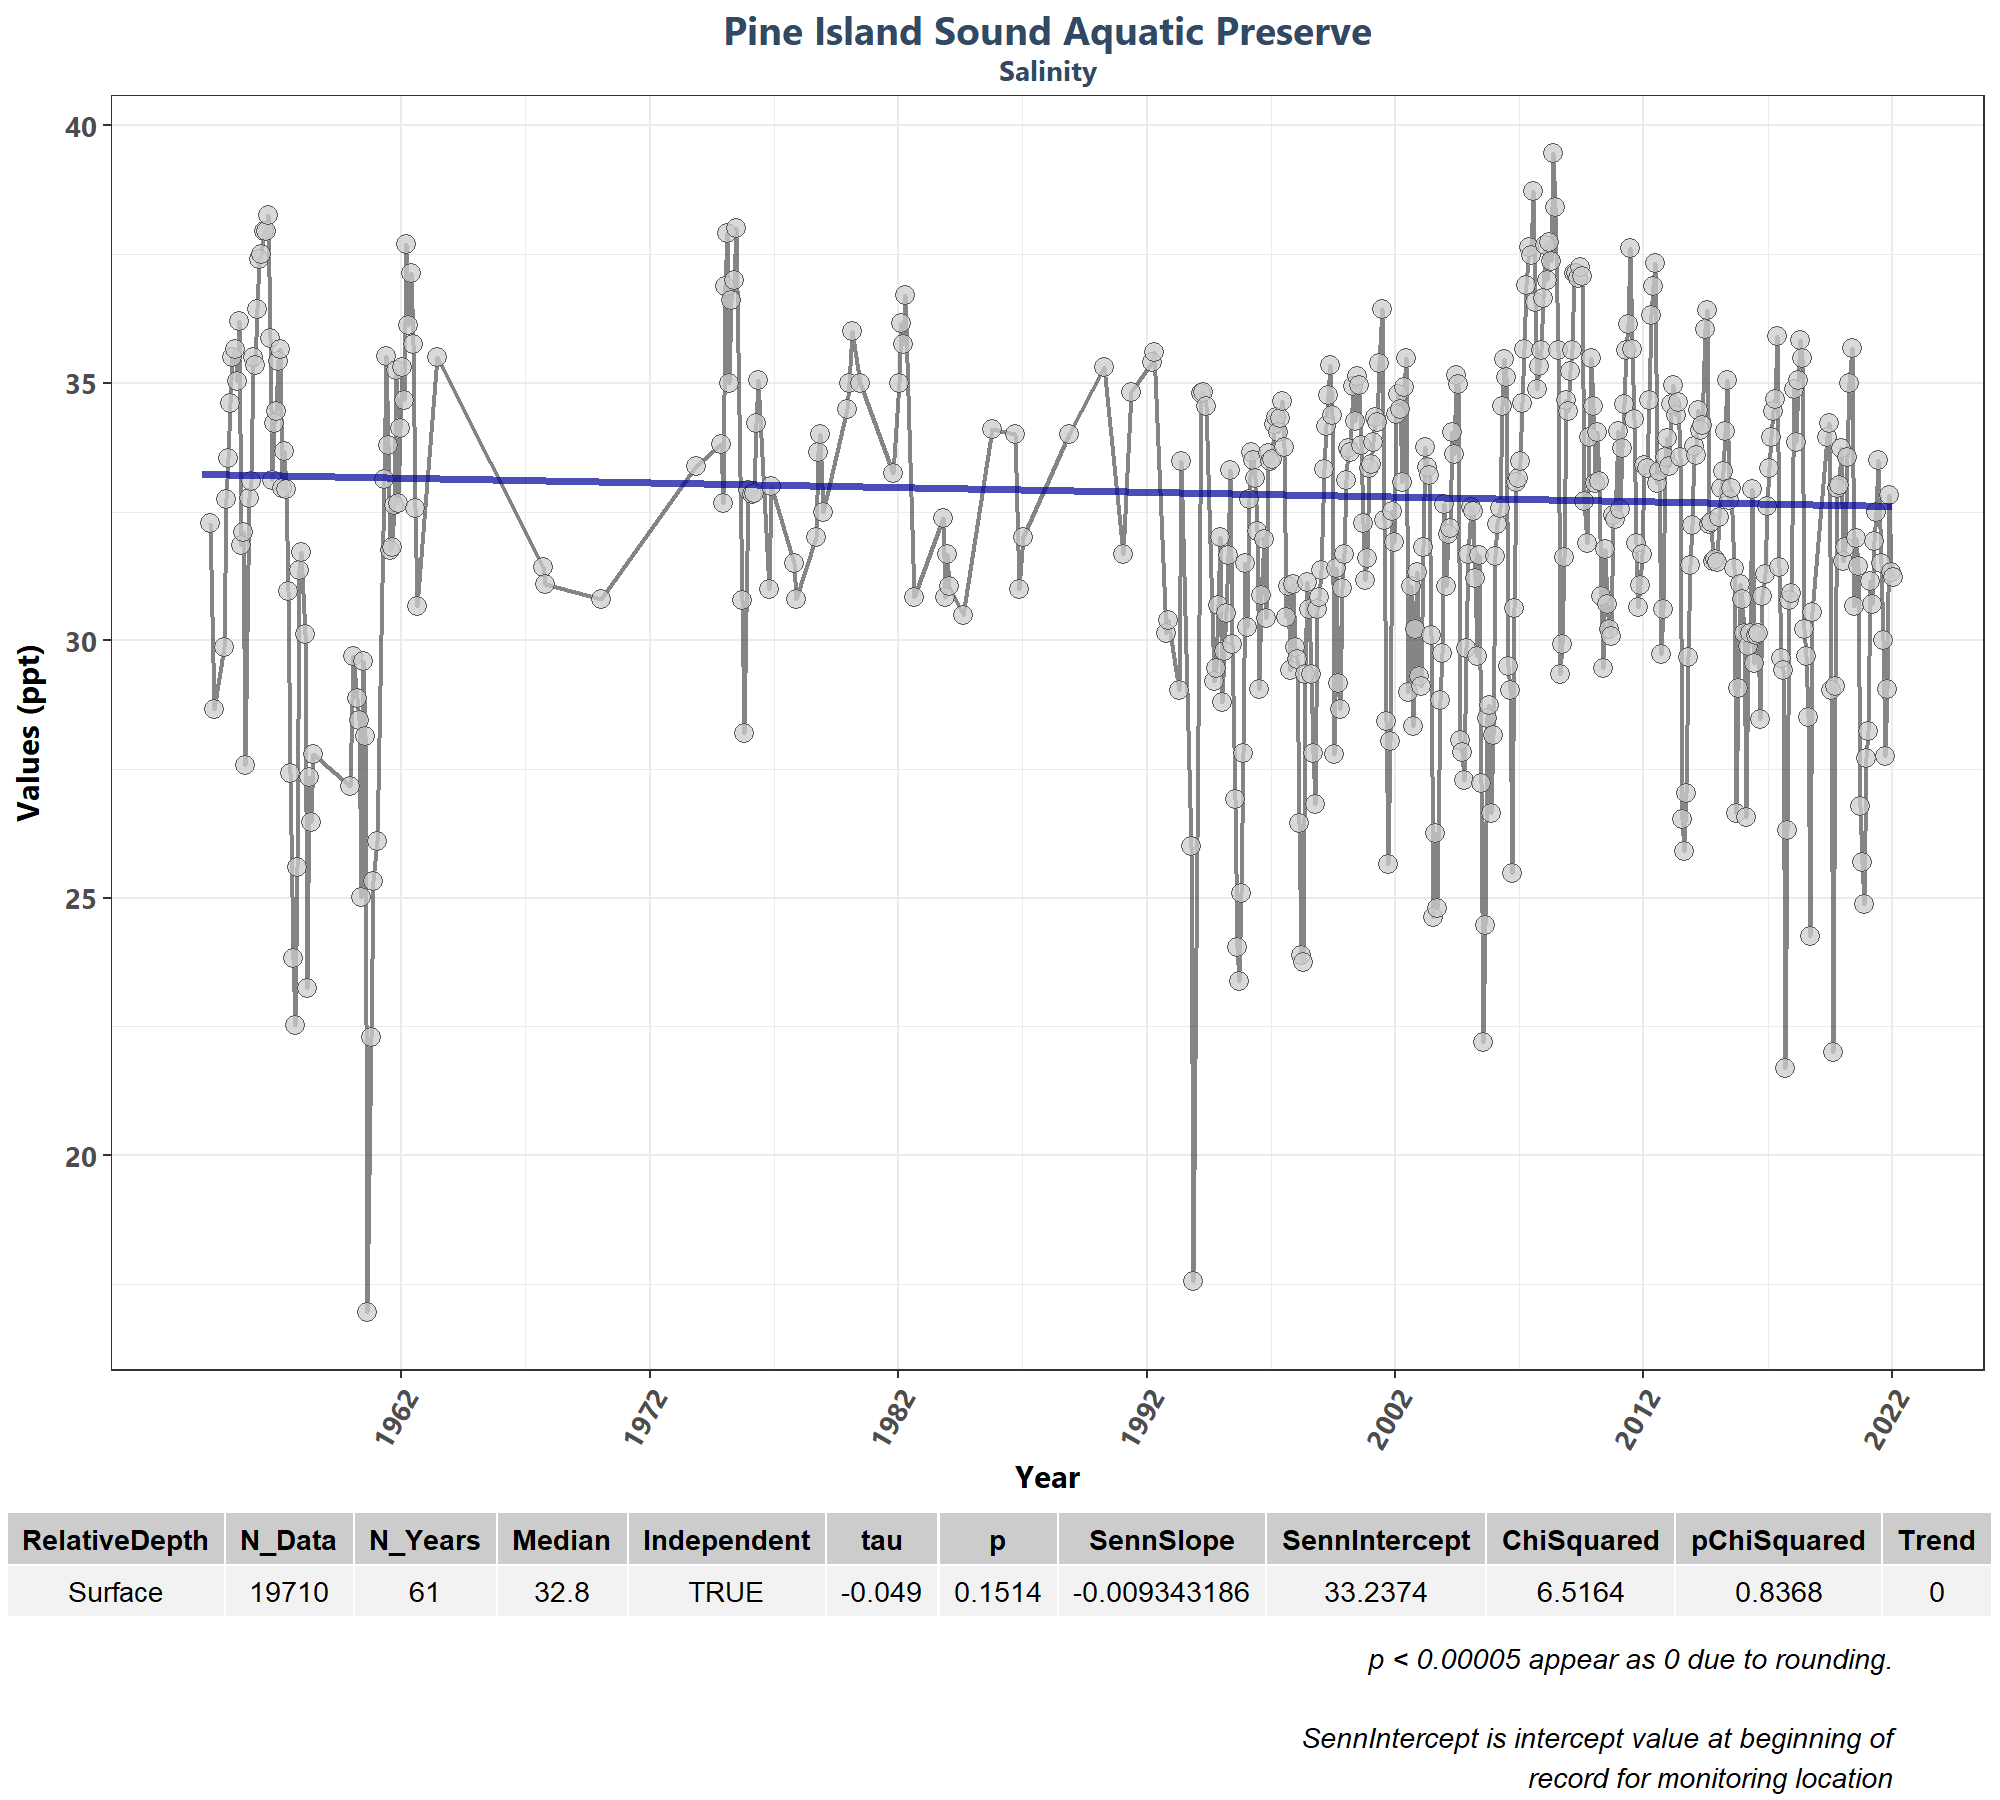 Pine Island Sound Aquatic Preserve
Salinity
40
35
30
25
20
Values (ppt)
1962 1972 1982 1992 2002 2012 2022
Year
RelativeDepth N_Data N_Years Median Independent tau p SennSlope SennIntercept ChiSquared pChiSquared Trend
Surface 19710 61 32.8 TRUE -0.049 0.1514 -0.009343186 33.2374 6.5164 0.8368 0
p < 0.00005 appear as 0 due to rounding.
SennIntercept is intercept value at beginning of
record for monitoring location